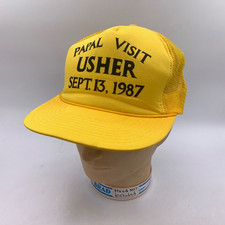 PAPAL VISIT
USHER
SEPT. 13, 1987